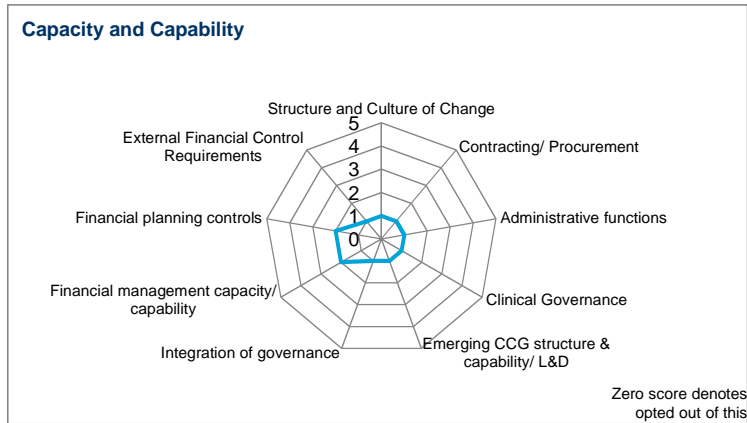 Capacity and Capability
Structure and Culture of Change
External Financial Control
Requirements
Contracting/ Procurement
5
4
3
2
1
0
Financial planning controls
Administrative functions
Financial management capacity/
capability
Clinical Governance
Integration of governance
Emerging CCG structure &
capability/ L&D
Zero score denotes
opted out of this